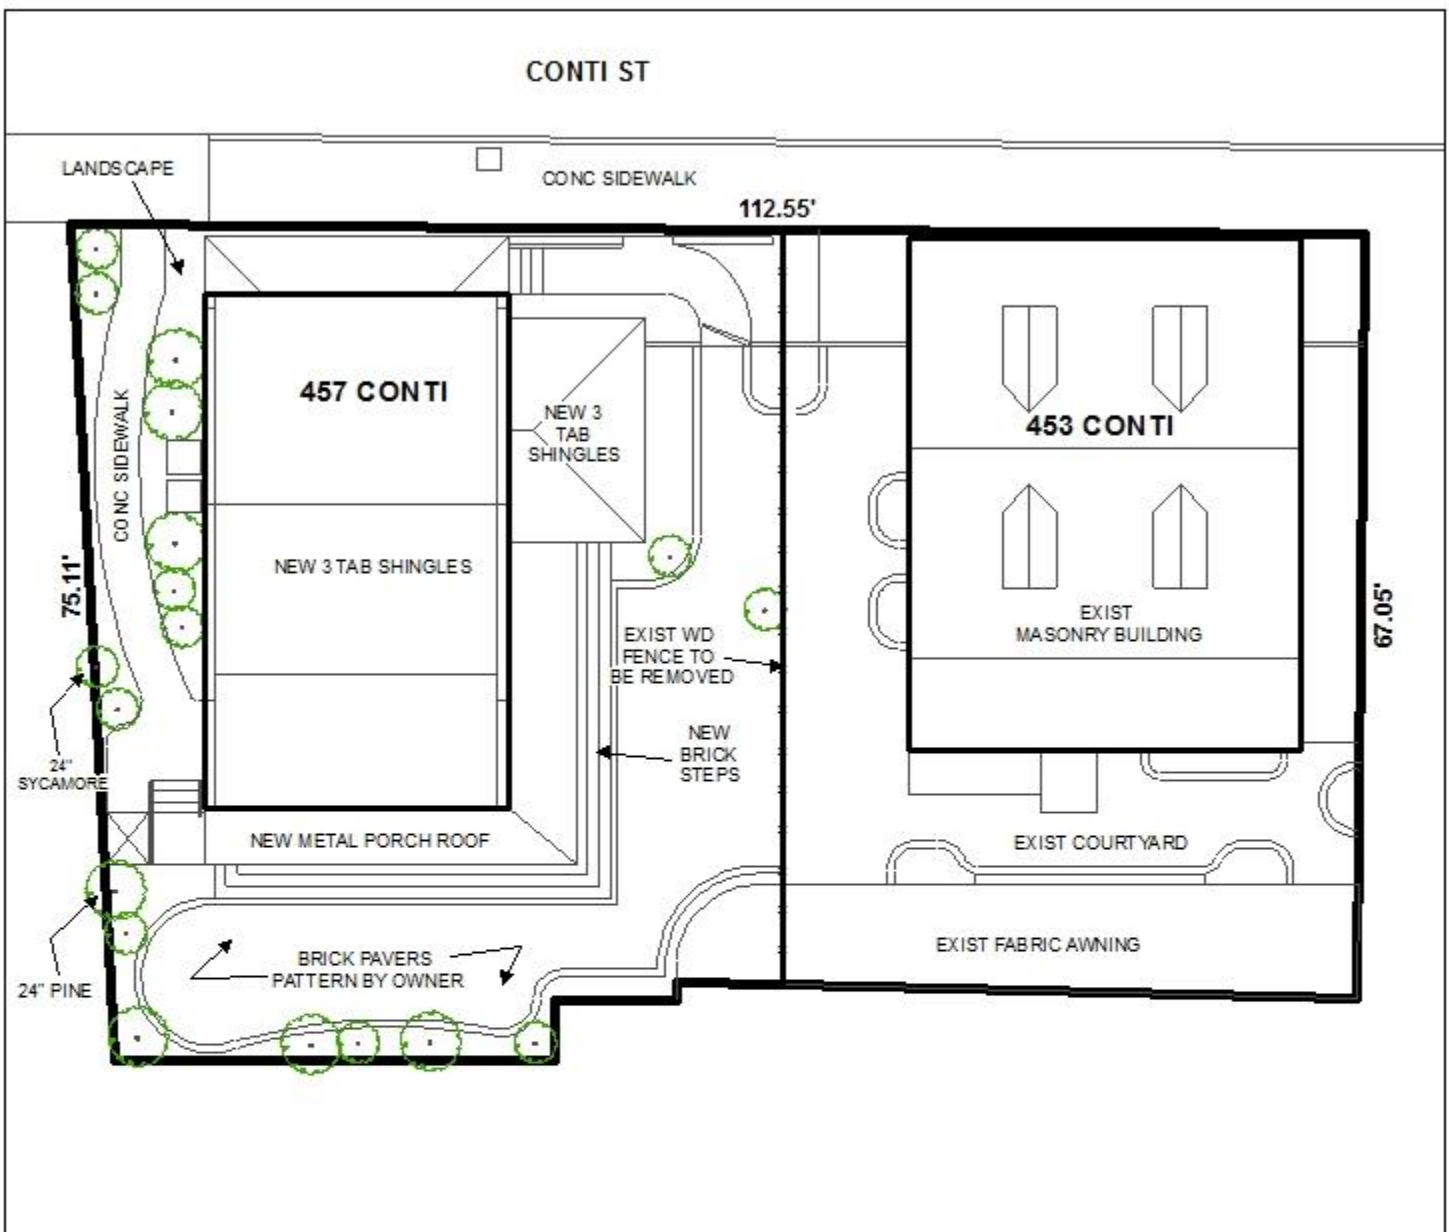 CONTI ST
LANDSCAPE
CONC SIDEWALK
112.55'
457 CONTI
NEW 3
TAB
SHINGLES
453 CONTI
CONC SIDEWALK
NEW 3 TAB SHINGLES
75.11'
67.05'
EXIST
MASONRY BUILDING
EXIST WD
FENCE TO
BE REMOVED
NEW
BRICK
STEPS
24"
SYCAMORE
NEW METAL PORCH ROOF
EXIST COURTYARD
EXIST FABRIC AWNING
BRICK PAVERS
PATTERN BY OWNER
24" PINE